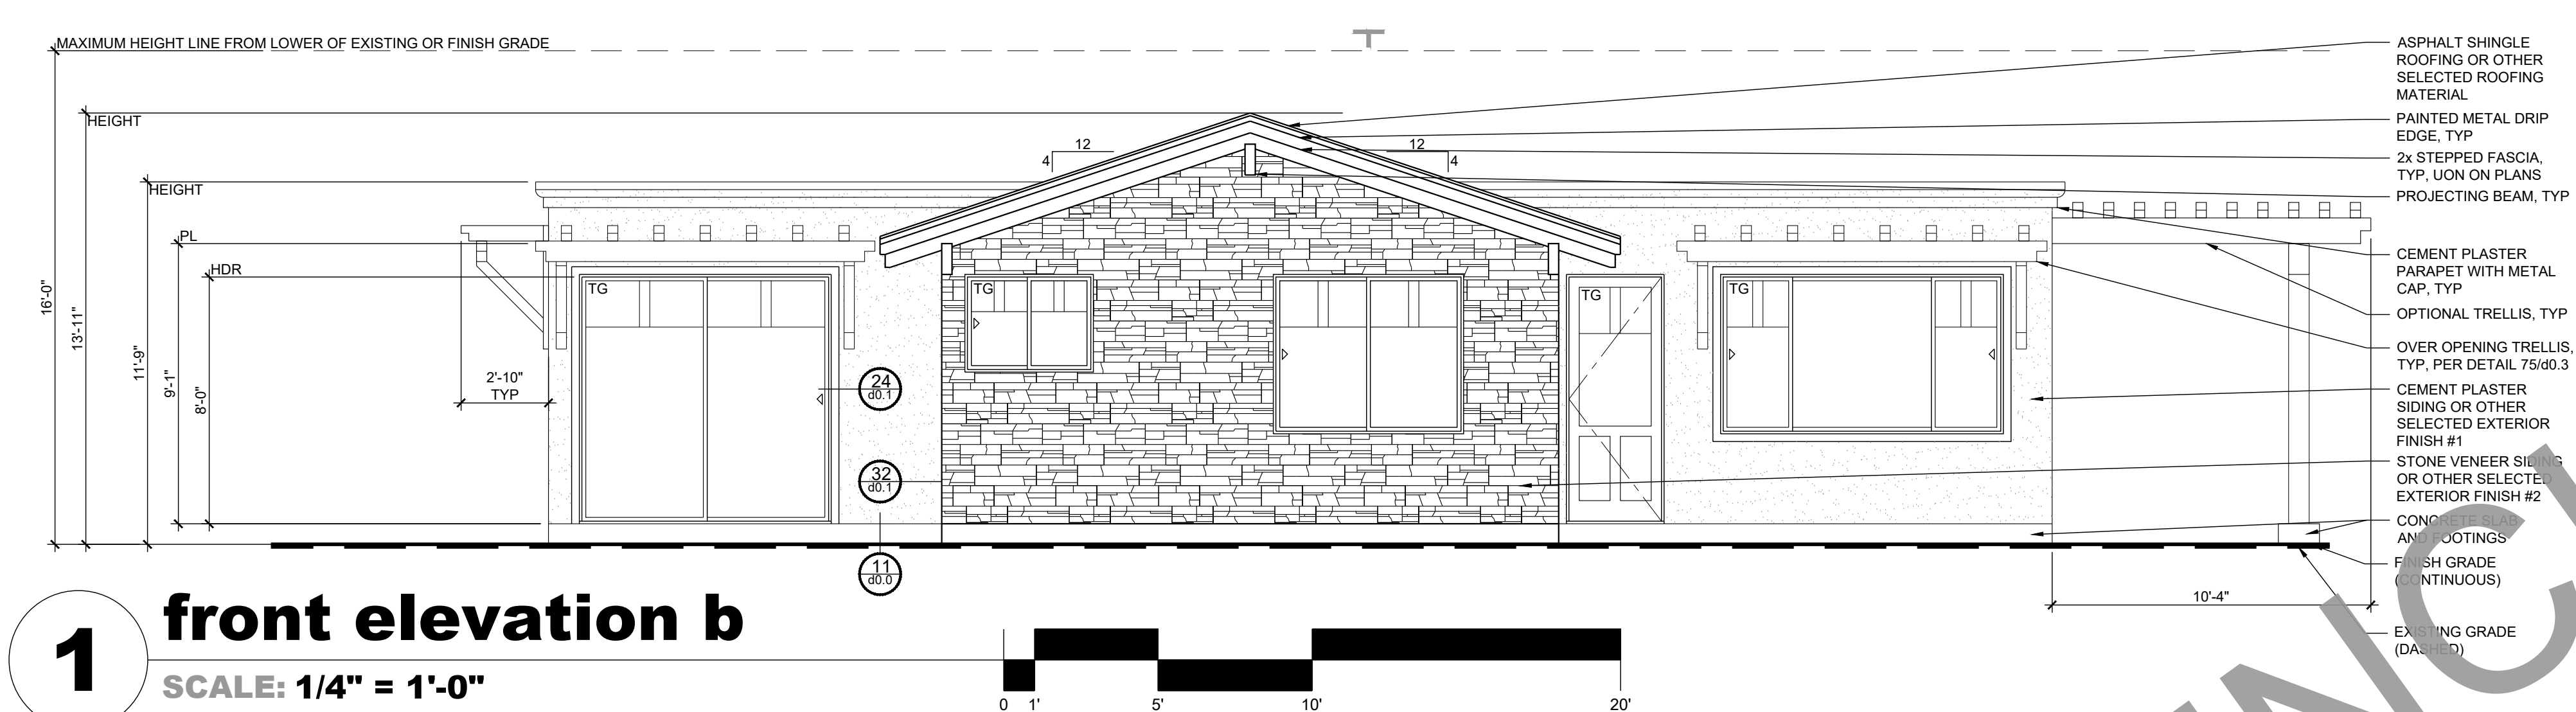 MAXIMUM HEIGHT LINE FROM LOWER OF EXISTING OR FINISH GRADE
HEIGHT
HEIGHT
PL
HDR
16'-0"
13'-11"
11'-9"
9'-1"
8'-0"
2'-10"
TYP
4
12
12
4
TG
TG
TG
TG
24
d0.1
32
d0.1
11
d0.0
ASPHALT SHINGLE
ROOFING OR OTHER
SELECTED ROOFING
MATERIAL
PAINTED METAL DRIP
EDGE, TYP
2x STEPPED FASCIA,
TYP, UON ON PLANS
PROJECTING BEAM, TYP
CEMENT PLASTER
PARAPET WITH METAL
CAP, TYP
OPTIONAL TRELLIS, TYP
OVER OPENING TRELLIS,
TYP, PER DETAIL 75/d0.3
CEMENT PLASTER
SIDING OR OTHER
SELECTED EXTERIOR
FINISH #1
STONE VENEER SIDING
OR OTHER SELECTED
EXTERIOR FINISH #2
CONCRETE SLAB
AND FOOTINGS
FINISH GRADE
(CONTINUOUS)
EXISTING GRADE
(DASHED)
10'-4"
1
front elevation b
SCALE: 1/4" = 1'-0"
0 1' 5' 10' 20'